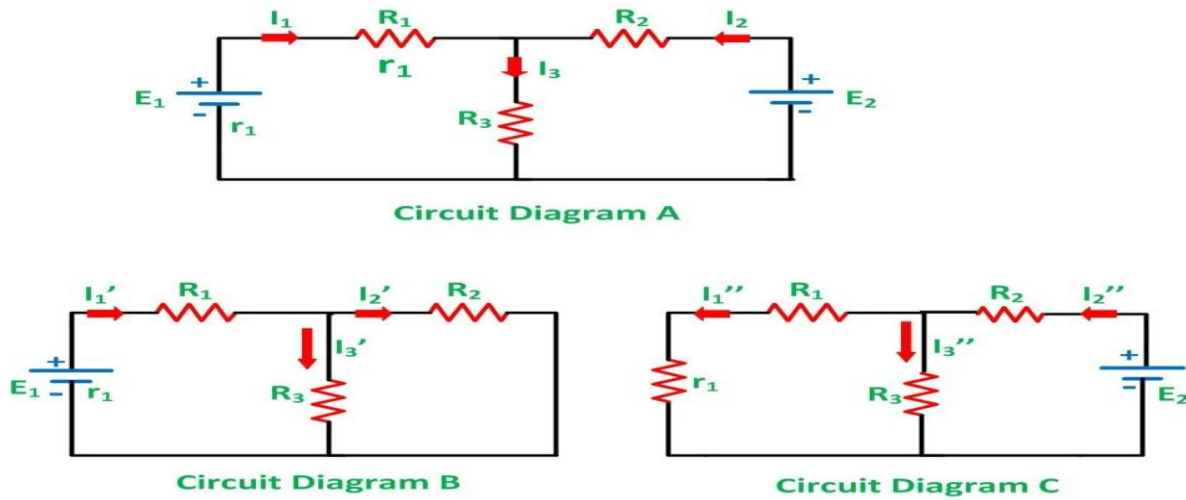 I₁ R₁ R₂ I₂
r₁ I₃
+ +
E₁ R₃ E₂
- r₁ -
Circuit Diagram A
I₁’ R₁ I₂’ R₂
I₃’
+
E₁ r₁ R₃
-
Circuit Diagram B
I₁’’ R₁ R₂ I₂’’
I₃’’
+
r₁ R₃ E₂
-
Circuit Diagram C